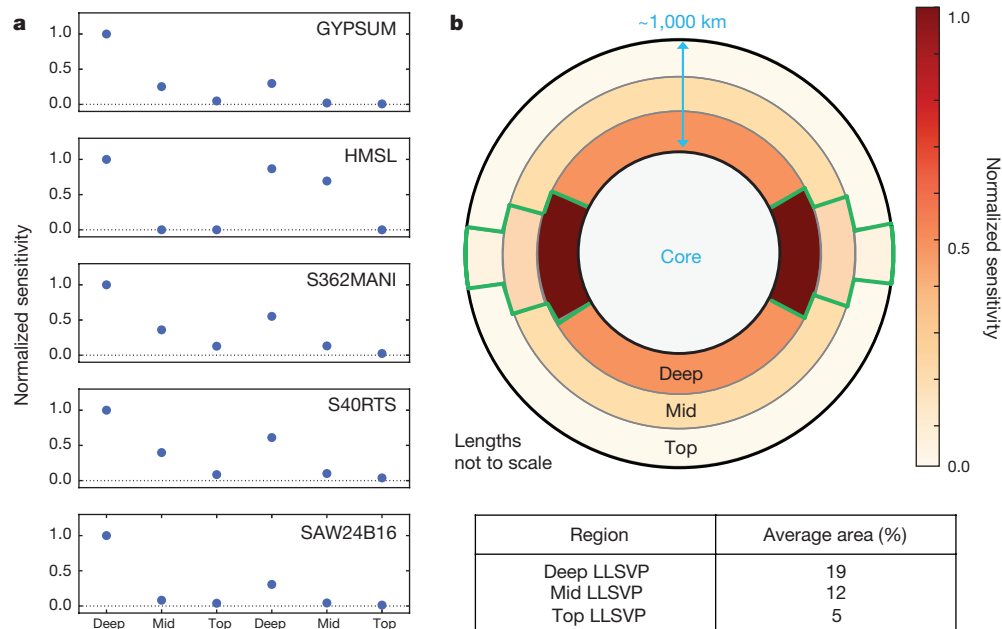 a
GYPSUM
1.0
0.5
0.0
HMSL
1.0
0.5
0.0
S362MANI
1.0
0.5
0.0
S40RTS
1.0
0.5
0.0
SAW24B16
1.0
0.5
0.0
Normalized sensitivity
Deep Mid Top Deep Mid Top
b
~1,000 km
Core
Deep
Mid
Top
Lengths
not to scale
1.0
0.5
0.0
Normalized sensitivity
Region Average area (%)
Deep LLSVP 19
Mid LLSVP 12
Top LLSVP 5